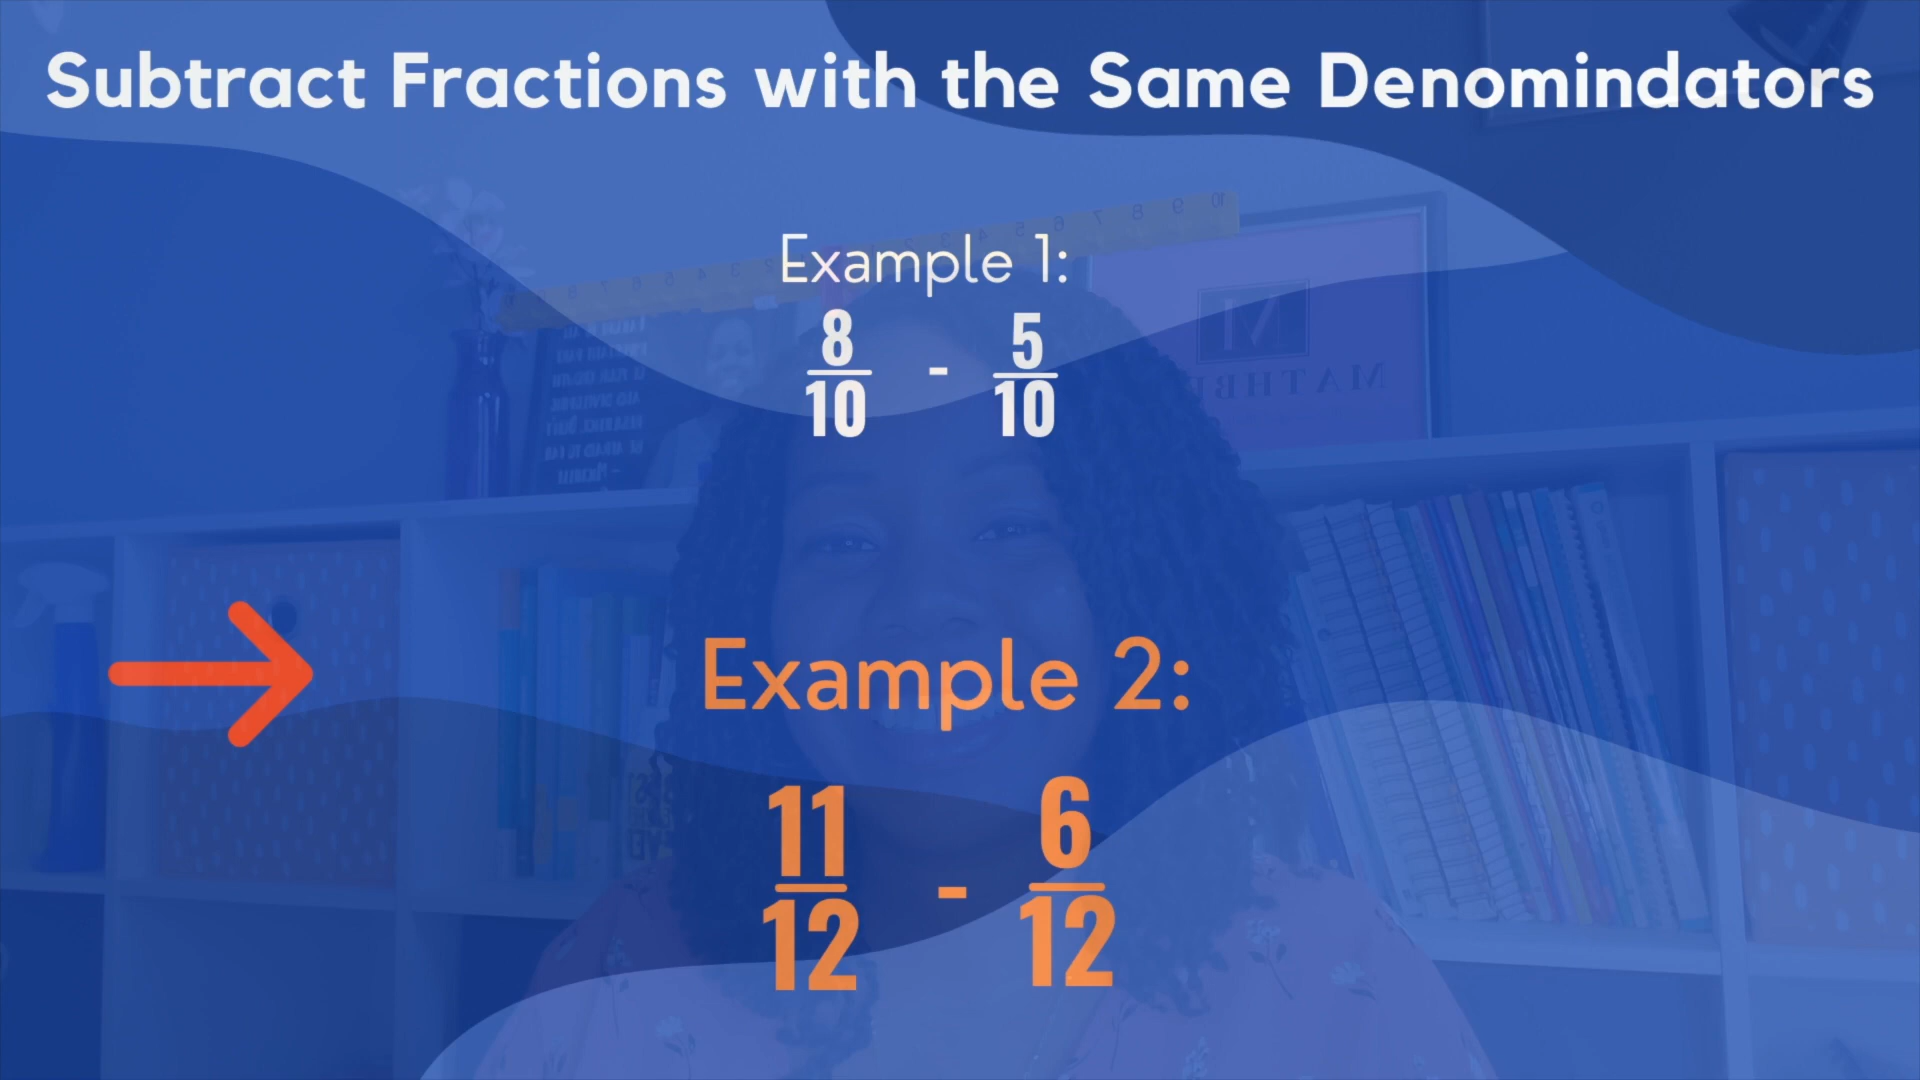 Subtract Fractions with the Same Denomindators
Example 1:
8/10 - 5/10
Example 2:
11/12 - 6/12